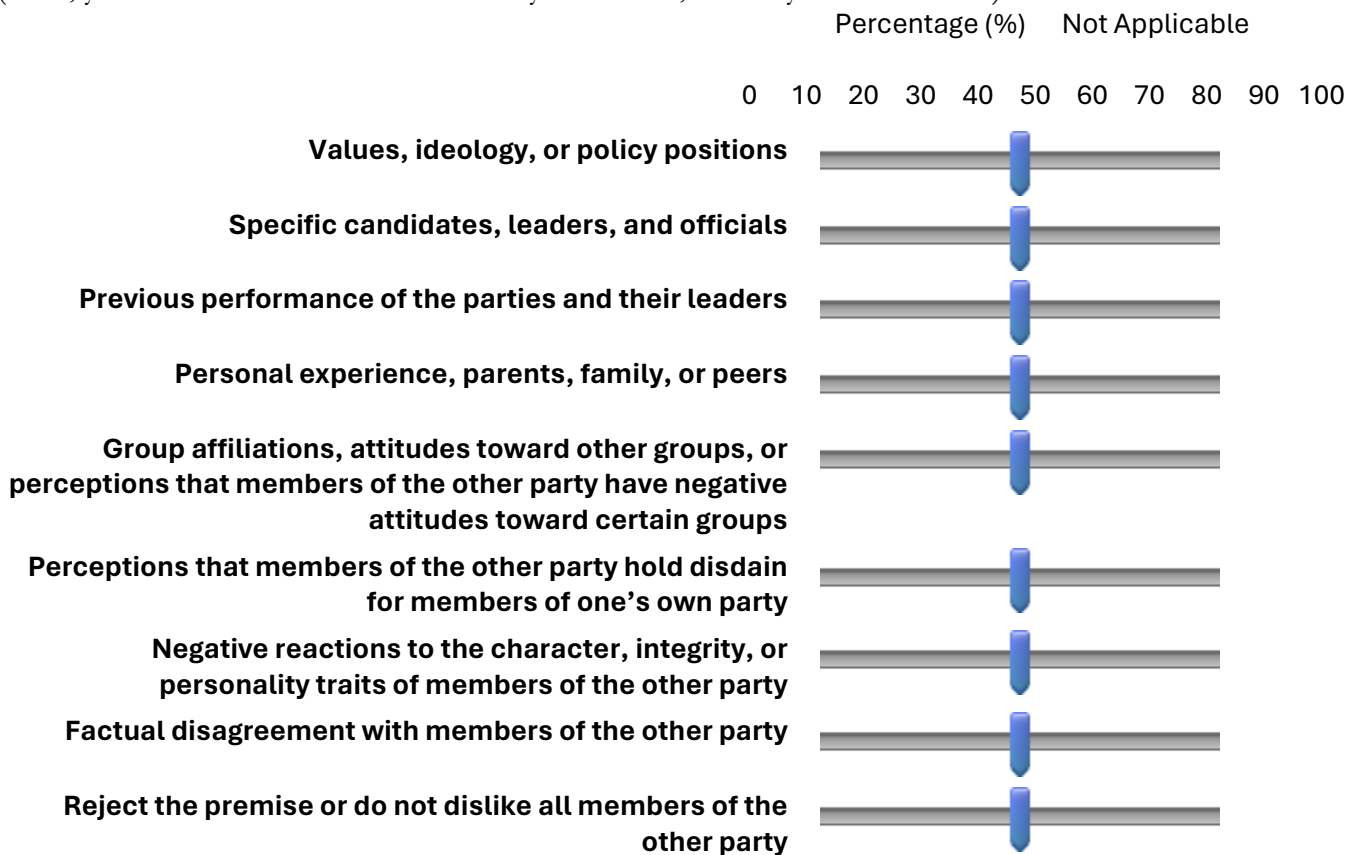 Percentage (%) Not Applicable
0 10 20 30 40 50 60 70 80 90 100
Values, ideology, or policy positions
Specific candidates, leaders, and officials
Previous performance of the parties and their leaders
Personal experience, parents, family, or peers
Group affiliations, attitudes toward other groups, or
perceptions that members of the other party have negative
attitudes toward certain groups
Perceptions that members of the other party hold disdain
for members of one’s own party
Negative reactions to the character, integrity, or
personality traits of members of the other party
Factual disagreement with members of the other party
Reject the premise or do not dislike all members of the
other party